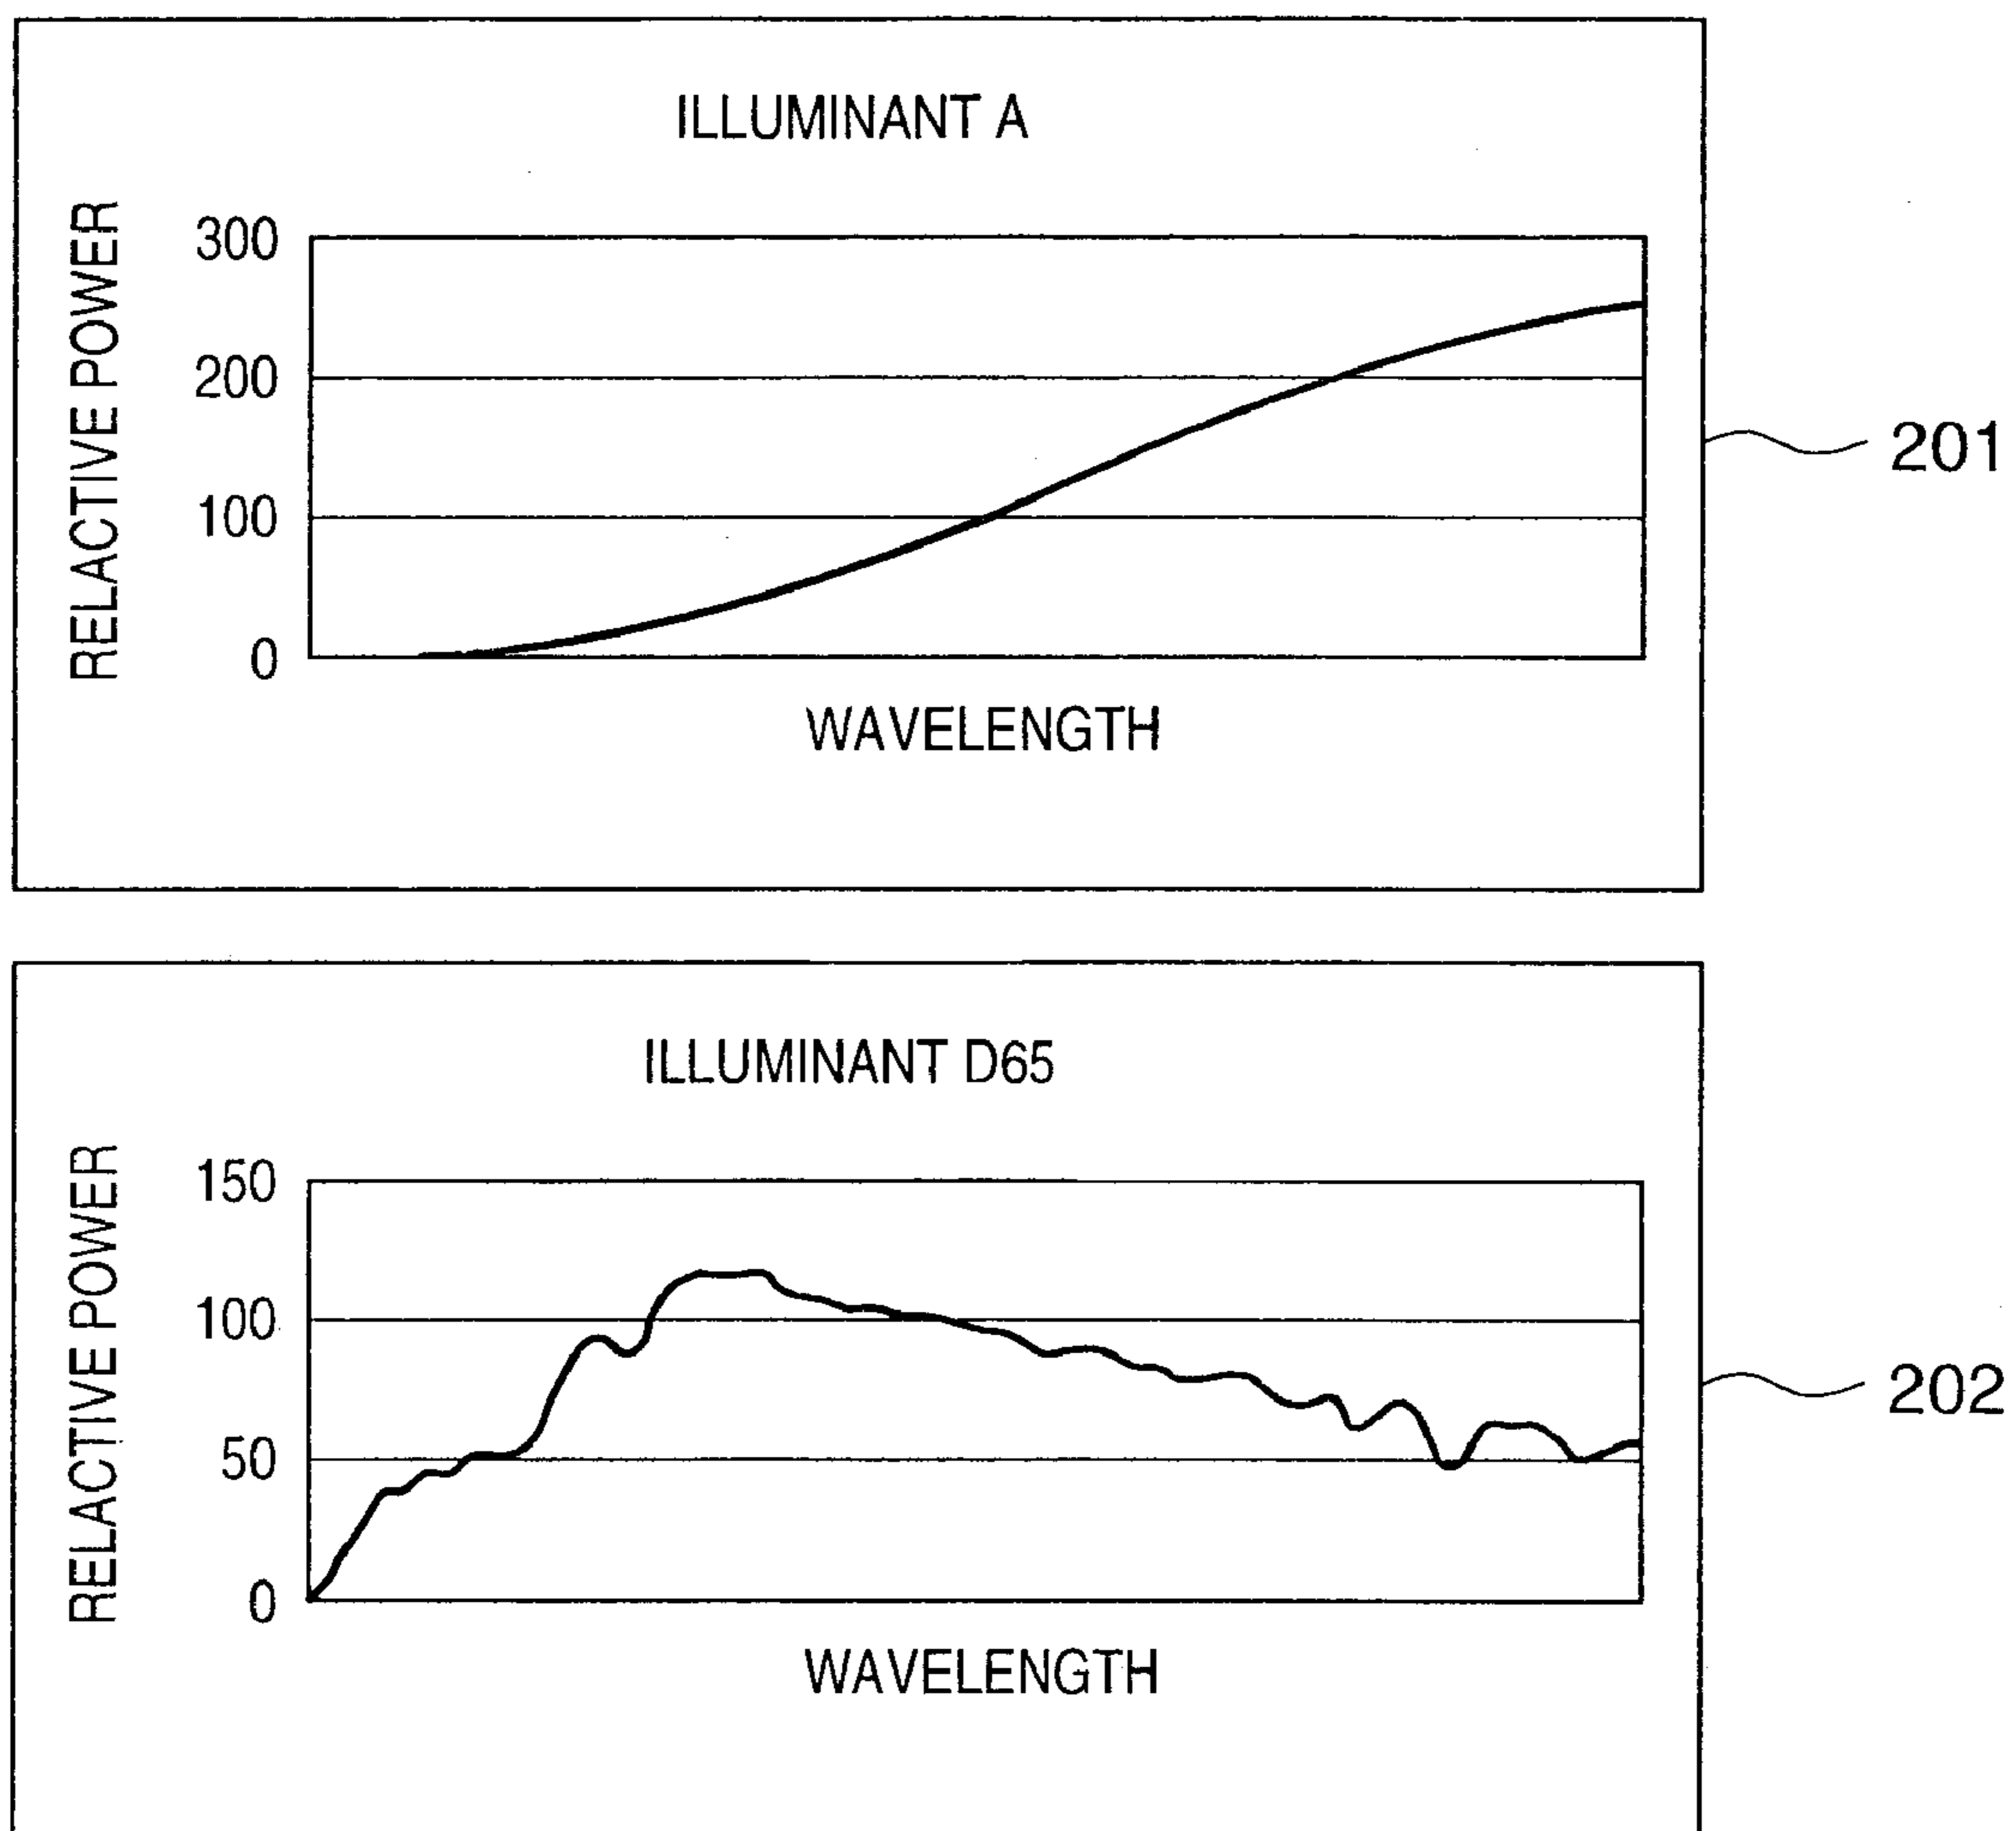 ILLUMINANT A
RELACTIVE POWER
300
200
100
0
WAVELENGTH
201
ILLUMINANT D65
RELACTIVE POWER
150
100
50
0
WAVELENGTH
202